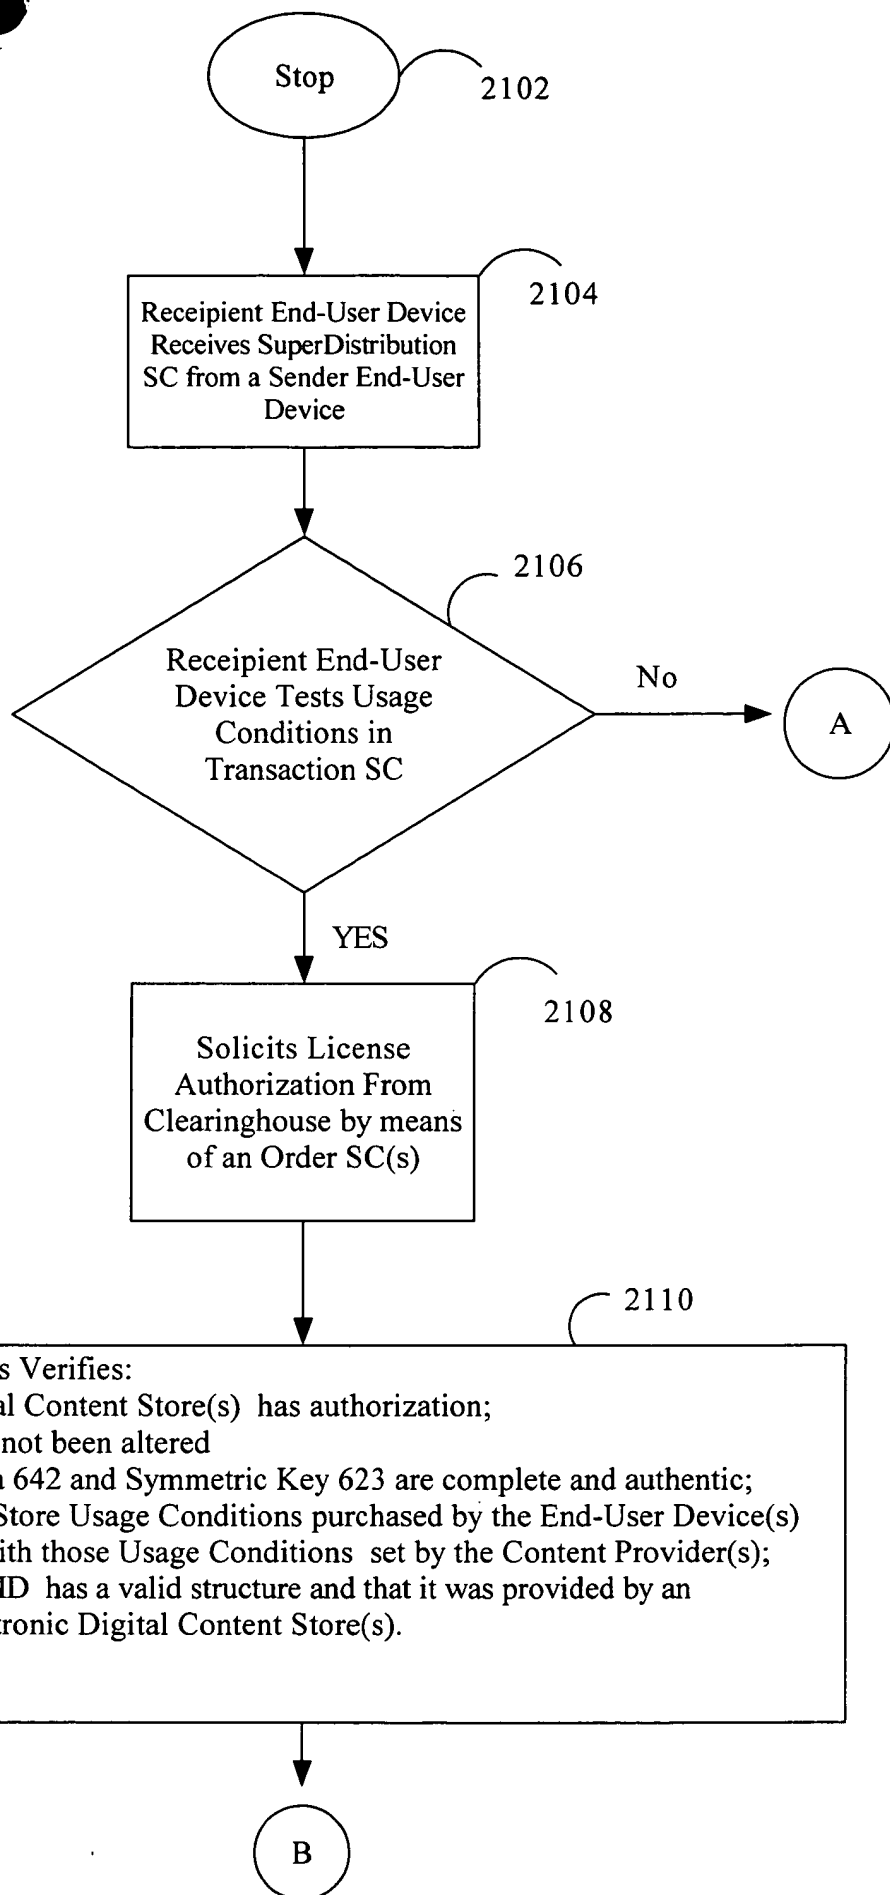 Stop
2102
2104
Receipient End-User Device
Receives SuperDistribution
SC from a Sender End-User
Device
2106
Receipient End-User
Device Tests Usage
Conditions in
Transaction SC
No
A
YES
2108
Solicits License
Authorization From
Clearinghouse by means
of an Order SC(s)
2110
Verifies:
Content Store(s) has authorization;
not been altered
642 and Symmetric Key 623 are complete and authentic;
Store Usage Conditions purchased by the End-User Device(s)
those Usage Conditions set by the Content Provider(s);
ID has a valid structure and that it was provided by an
Digital Content Store(s).
B